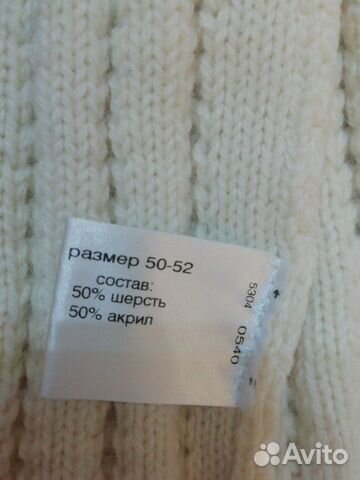 размер 50-52
состав:
50% шерсть
50% акрил
5304
0540
Avito